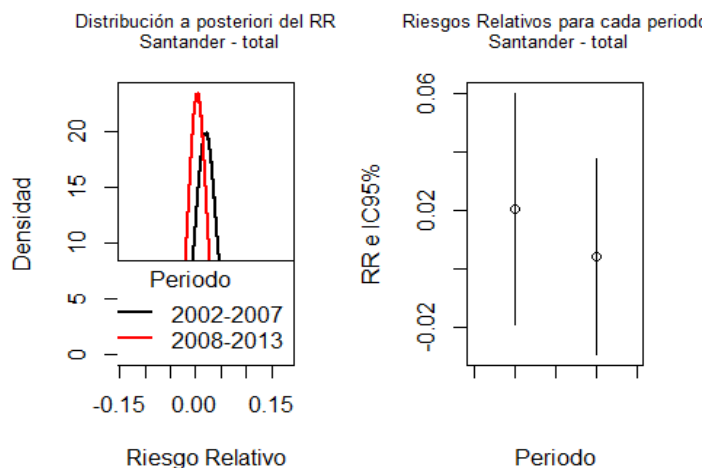 Distribución a posteriori del RR
Santander - total
Densidad
20
15
10
5
0
Periodo
2002-2007
2008-2013
-0.15
0.00
0.15
Riesgo Relativo
Riesgos Relativos para cada periodo
Santander - total
RR e IC95%
0.06
0.02
-0.02
Periodo